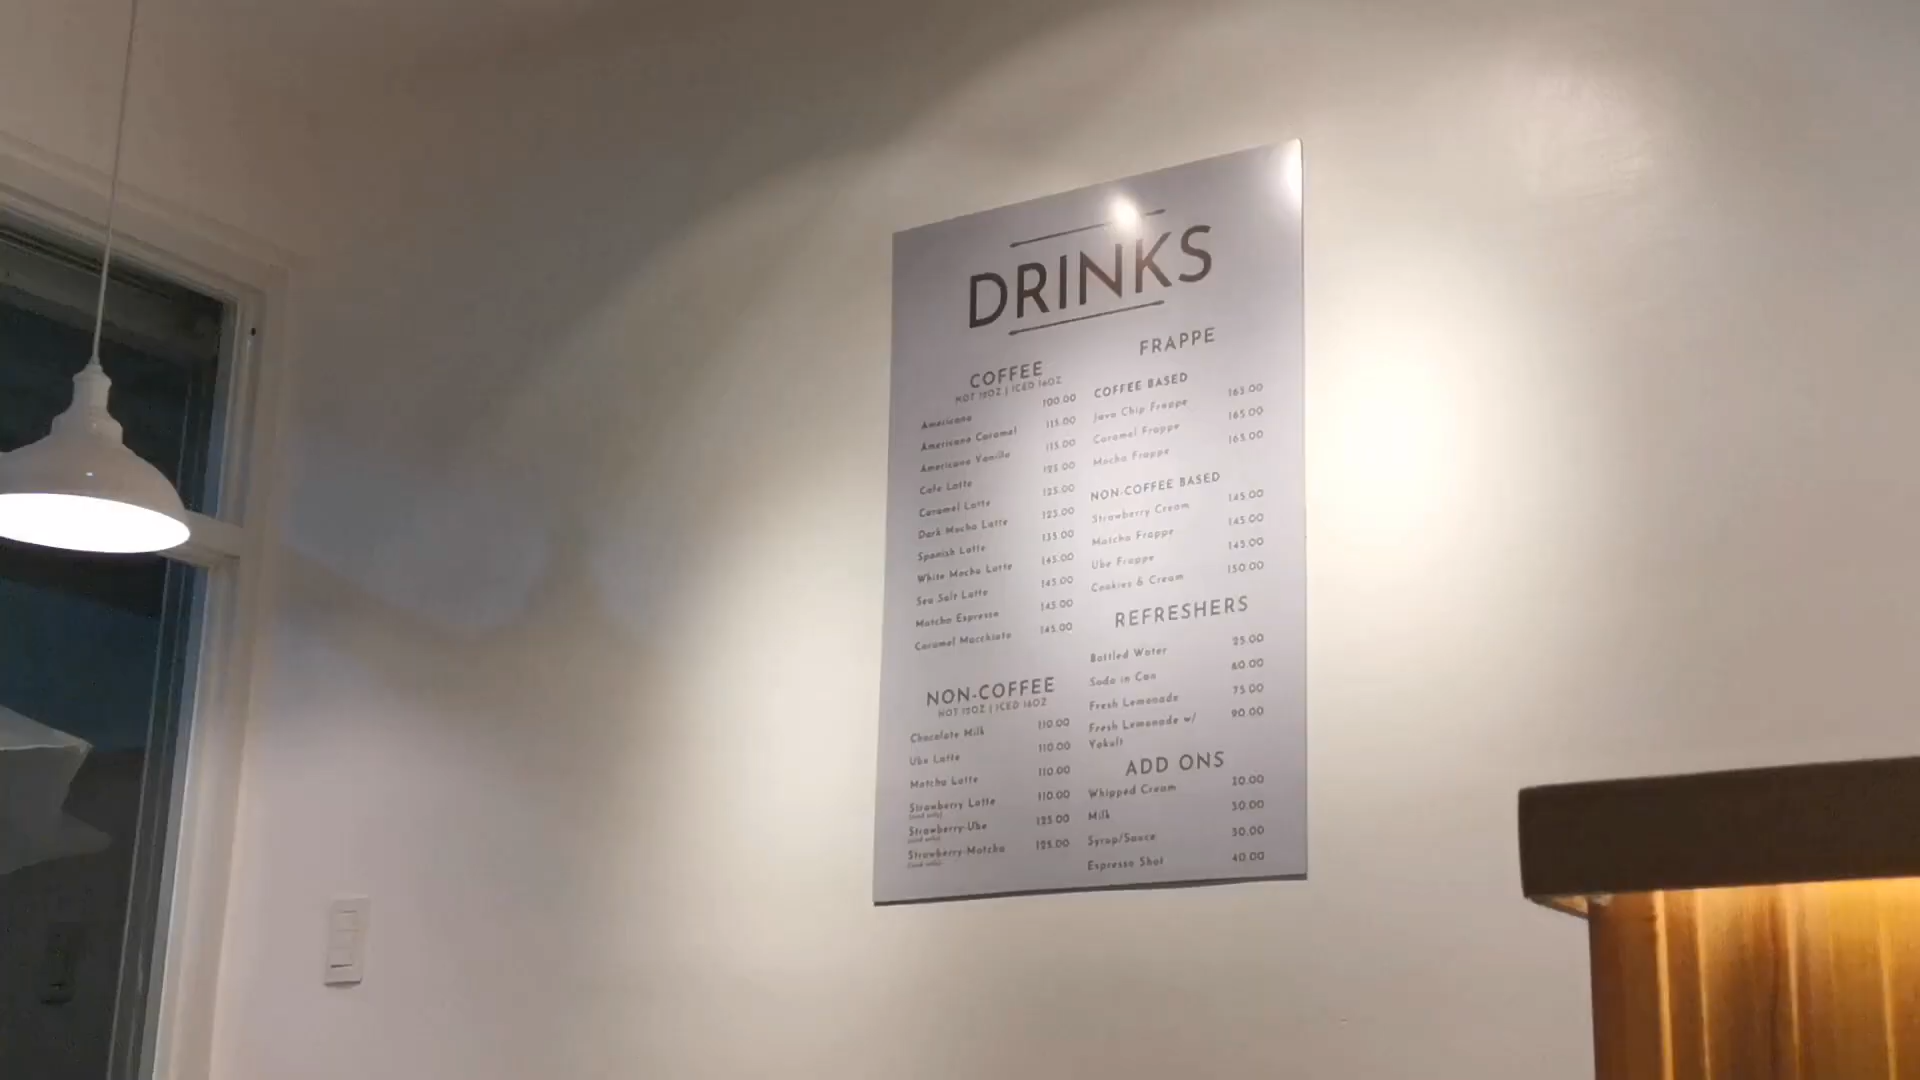 DRINKS
COFFEE
HOT 12OZ | ICED 16OZ
Americano 100.00
Americano Caramel 115.00
Americano Vanilla 115.00
Cafe Latte 125.00
Caramel Latte 125.00
Dark Mocha Latte 125.00
Spanish Latte 135.00
White Mocha Latte 145.00
Sea Salt Latte 145.00
Matcha Espresso 145.00
Caramel Macchiato 145.00
NON-COFFEE
HOT 12OZ | ICED 16OZ
Chocolate Milk 110.00
Ube Latte 110.00
Matcha Latte 110.00
Strawberry Latte 110.00
Strawberry-Ube 125.00
Strawberry-Matcha 125.00
FRAPPE
COFFEE BASED
Java Chip Frappe 165.00
Caramel Frappe 165.00
Mocha Frappe 165.00
NON-COFFEE BASED
Strawberry Cream 145.00
Matcha Frappe 145.00
Ube Frappe 145.00
Cookies & Cream 150.00
REFRESHERS
Bottled Water 25.00
Soda in Can 60.00
Fresh Lemonade 75.00
Fresh Lemonade w/ 90.00
Yakult
ADD ONS
Whipped Cream 20.00
Milk 30.00
Syrup/Sauce 30.00
Espresso Shot 40.00